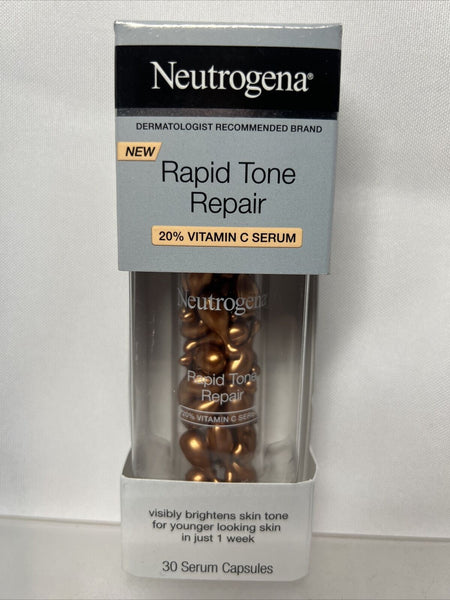 Neutrogena®
DERMATOLOGIST RECOMMENDED BRAND
NEW
Rapid Tone
Repair
20% VITAMIN C SERUM
Neutrogena
Rapid Tone
Repair
20% VITAMIN C SERUM
visibly brightens skin tone
for younger looking skin
in just 1 week
30 Serum Capsules